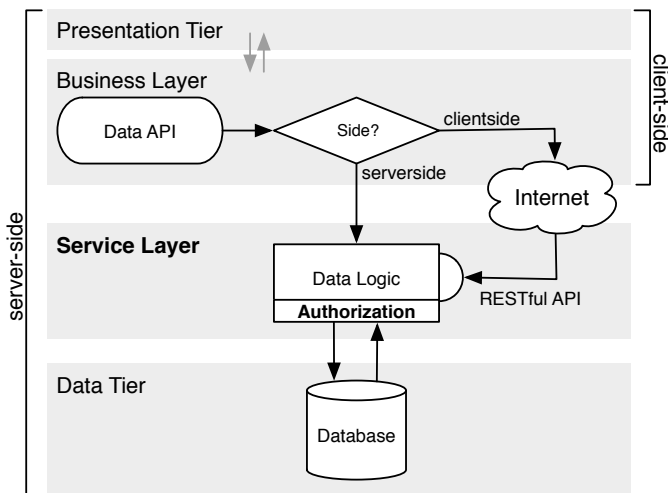 Presentation Tier
Business Layer
Data API
Side?
clientside
serverside
Internet
Service Layer
Data Logic
RESTful API
Authorization
Data Tier
Database
server-side
client-side